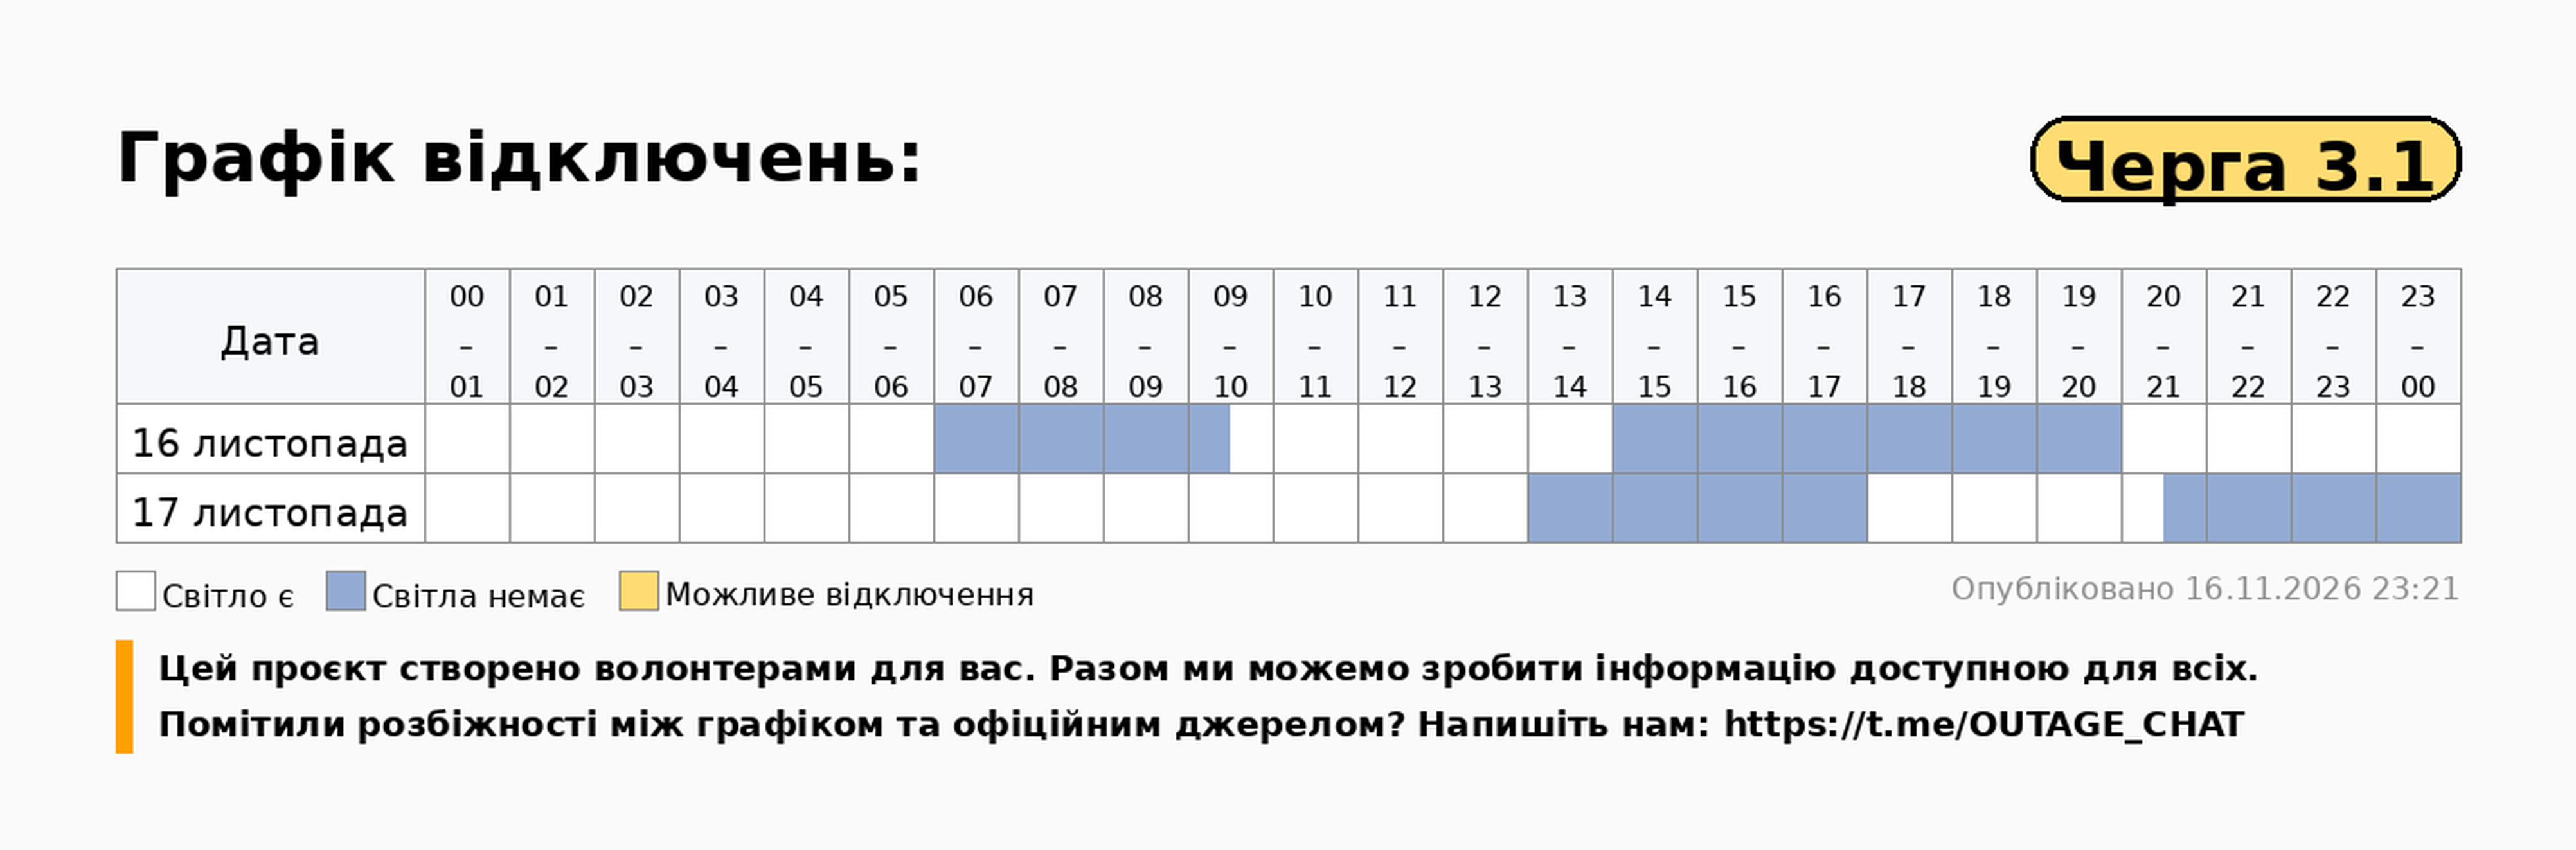 Графік відключень:
Черга 3.1
Дата
00 – 01
01 – 02
02 – 03
03 – 04
04 – 05
05 – 06
06 – 07
07 – 08
08 – 09
09 – 10
10 – 11
11 – 12
12 – 13
13 – 14
14 – 15
15 – 16
16 – 17
17 – 18
18 – 19
19 – 20
20 – 21
21 – 22
22 – 23
23 – 00
16 листопада
17 листопада
Світло є
Світла немає
Можливе відключення
Опубліковано 16.11.2026 23:21
Цей проєкт створено волонтерами для вас. Разом ми можемо зробити інформацію доступною для всіх.
Помітили розбіжності між графіком та офіційним джерелом? Напишіть нам: https://t.me/OUTAGE_CHAT